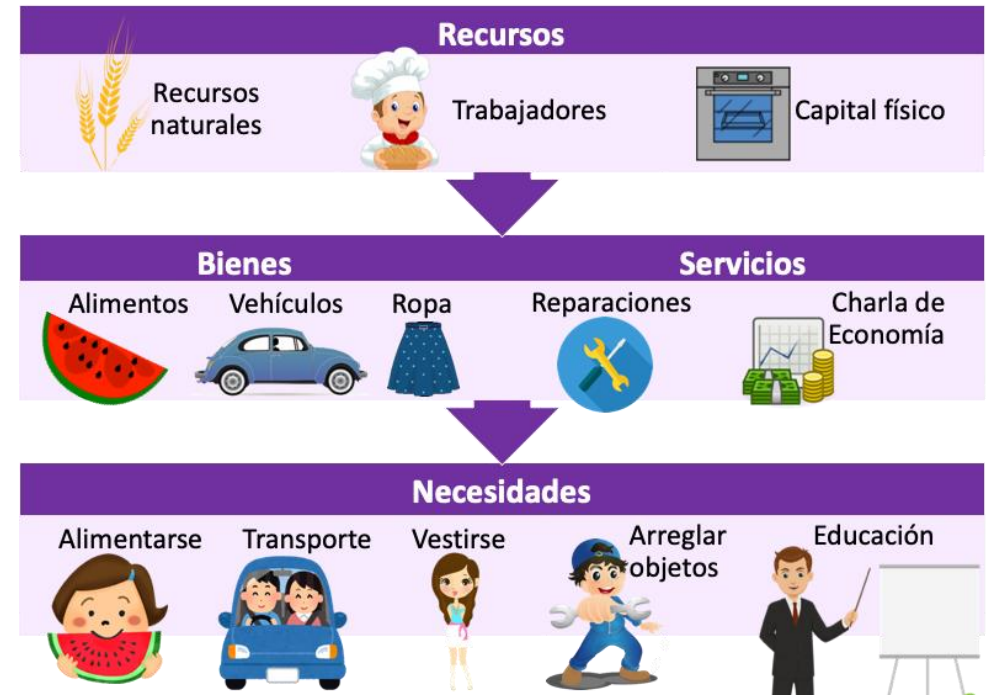 Recursos
Recursos
naturales
Trabajadores
Capital físico
Bienes
Servicios
Alimentos
Vehículos
Ropa
Reparaciones
Charla de
Economía
Necesidades
Alimentarse
Transporte
Vestirse
Arreglar
objetos
Educación